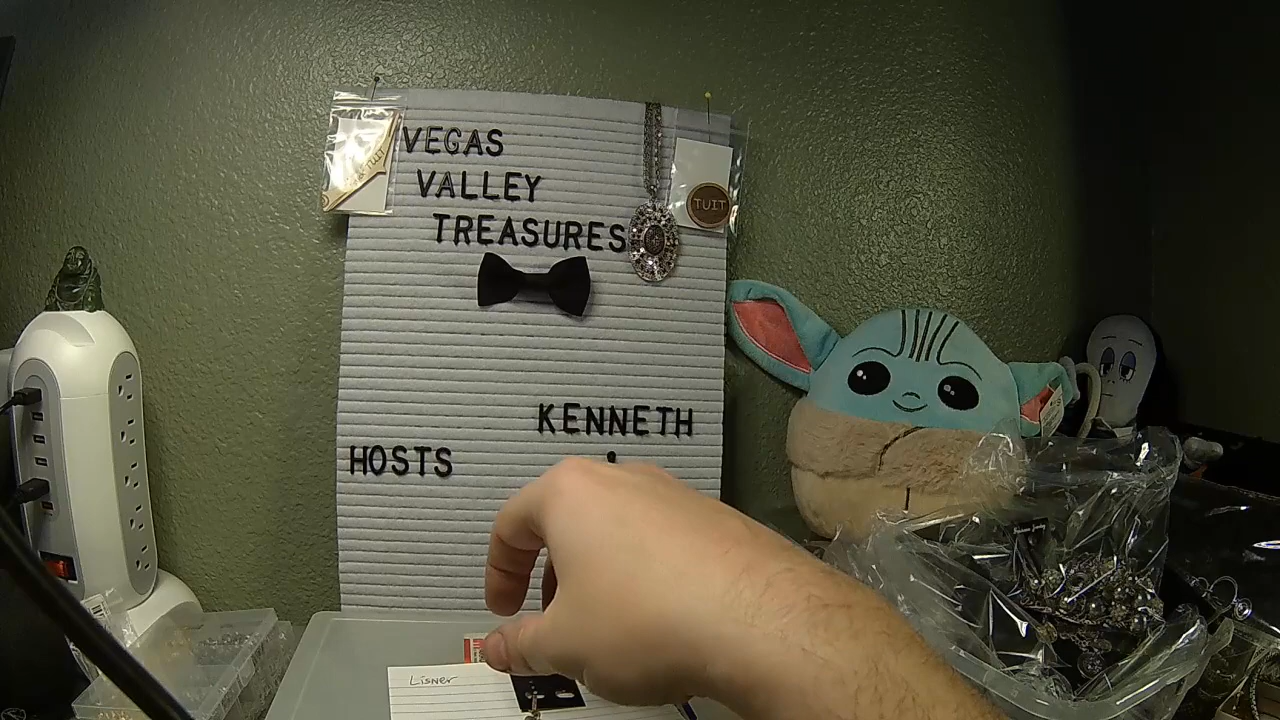 VEGAS
VALLEY
TREASURES
TUIT
KENNETH
HOSTS
Lisner